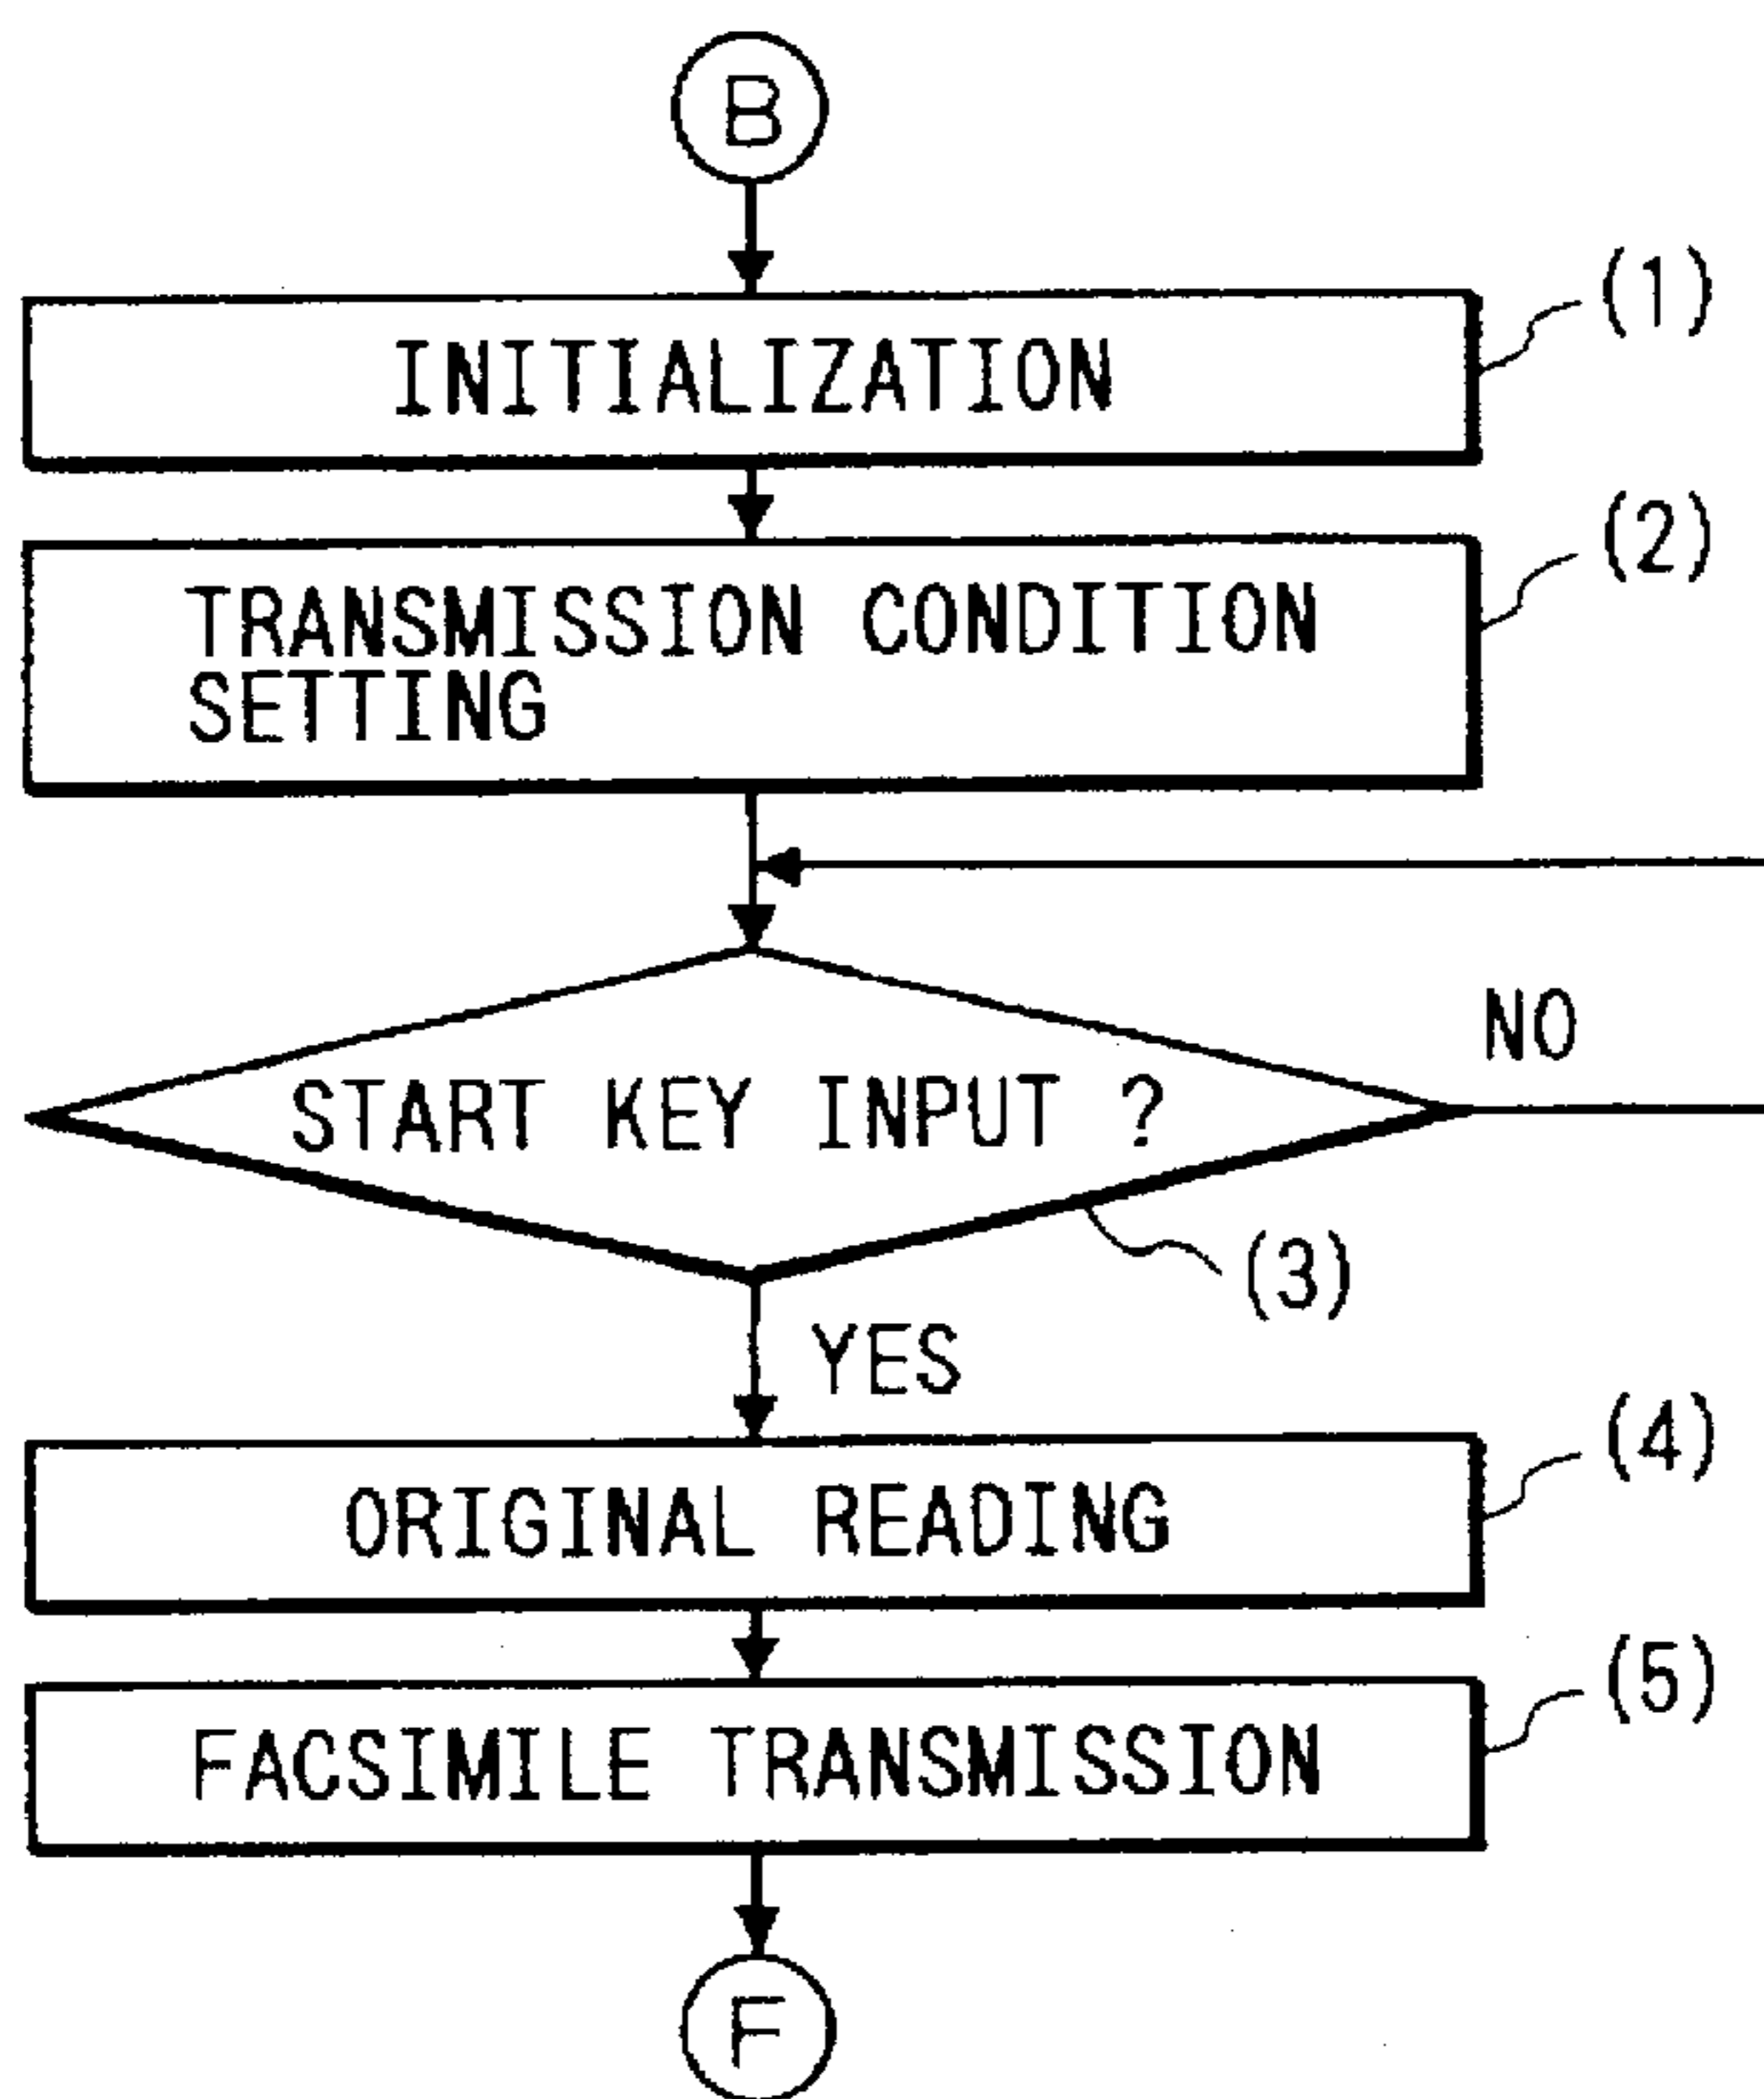 B
(1)
INITIALIZATION
(2)
TRANSMISSION CONDITION
SETTING
NO
START KEY INPUT ?
(3)
YES
(4)
ORIGINAL READING
(5)
FACSIMILE TRANSMISSION
F